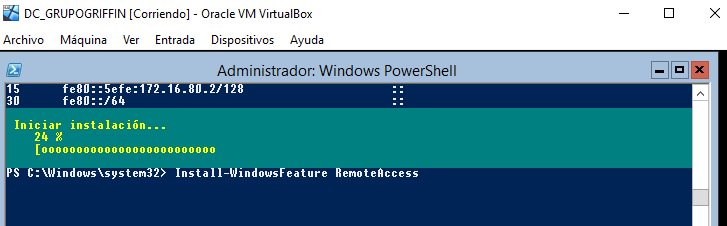 DC_GRUPOGRIFFIN [Corriendo] - Oracle VM VirtualBox
Archivo Máquina Ver Entrada Dispositivos Ayuda
Administrador: Windows PowerShell
15 fe80::5efe:172.16.80.2/128 ::
30 fe80::/64 ::
Iniciar instalación...
24 %
[oooooooooooooooooooooooooo
PS C:\Windows\system32> Install-WindowsFeature RemoteAccess